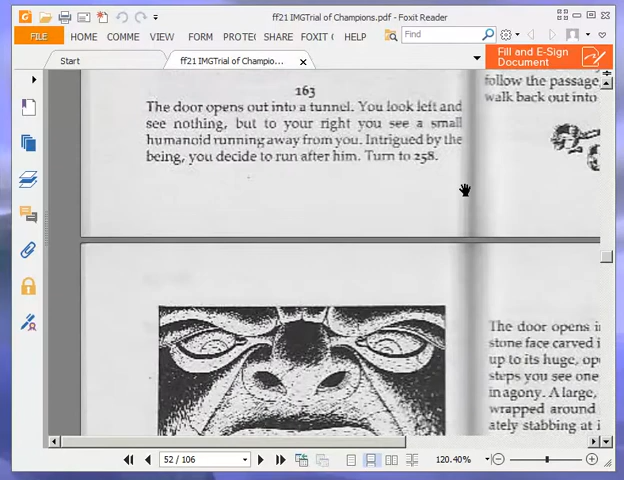 ff21 IMGTrial of Champions.pdf - Foxit Reader
FILE HOME COMME FORM PROTE SHARE FOXIT HELP Find
Start ff21 IMGTrial of Champio... Fill and E-Sign
Document
163
The door opens out into a tunnel. You look left and
see nothing, but to your right you see a small
humanoid running away from you. Intrigued by the
being, you decide to run after him. Turn to 258.
follow the passage
walk back out into
The door opens
stone face carved
up to its huge,
steps you see one
in agony. A large,
wrapped around
ately stabbing at
52 / 106
120.40%